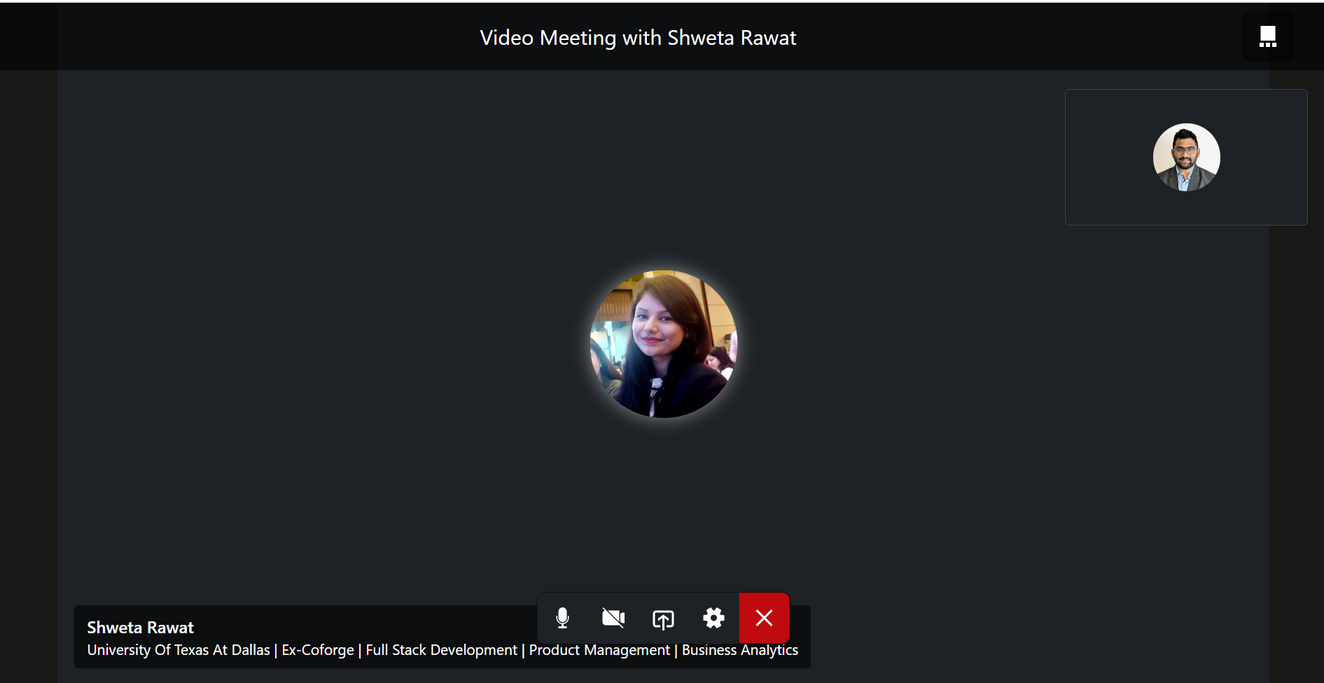 Video Meeting with Shweta Rawat
Shweta Rawat
University Of Texas At Dallas | Ex-Coforge | Full Stack Development | Product Management | Business Analytics